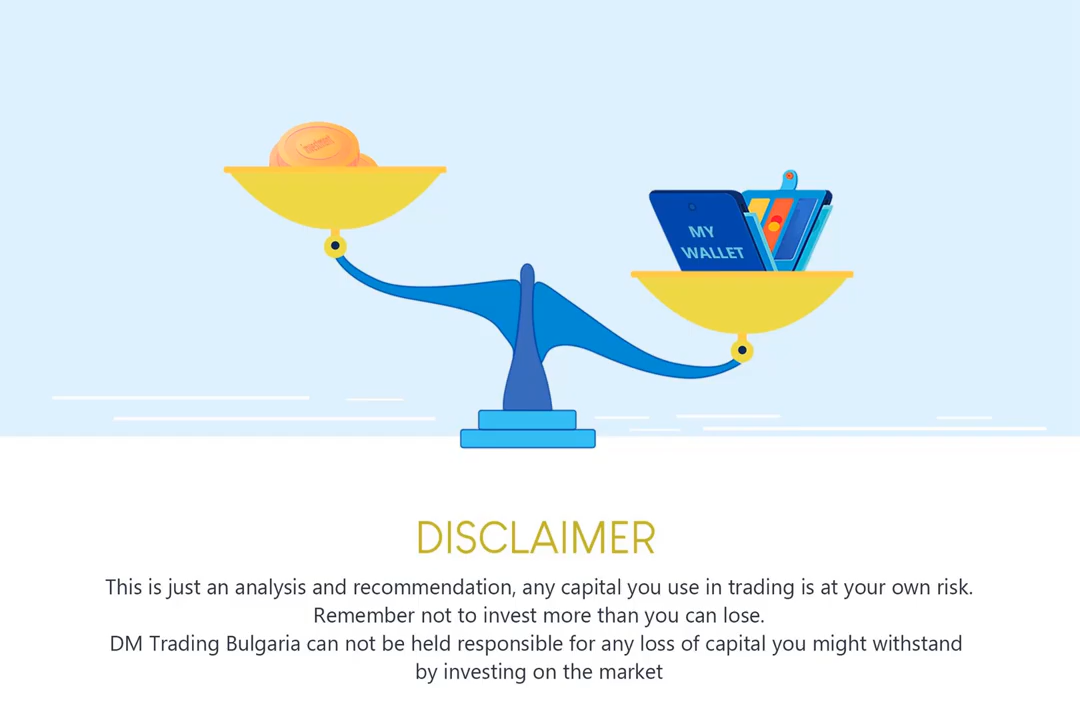 investment
MY
WALLET
DISCLAIMER
This is just an analysis and recommendation, any capital you use in trading is at your own risk.
Remember not to invest more than you can lose.
DM Trading Bulgaria can not be held responsible for any loss of capital you might withstand
by investing on the market